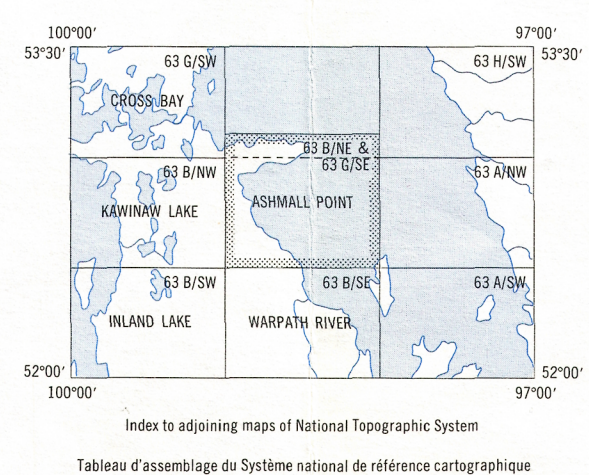 100°00′ 97°00′
53°30′ 53°30′
63 G/SW 63 H/SW
CROSS BAY
63 B/NE &
63 G/SE
63 B/NW 63 A/NW
KAWINAW LAKE ASHMALL POINT
63 B/SW 63 B/SE 63 A/SW
INLAND LAKE WARPATH RIVER
52°00′ 52°00′
100°00′ 97°00′
Index to adjoining maps of National Topographic System
Tableau d'assemblage du Système national de référence cartographique